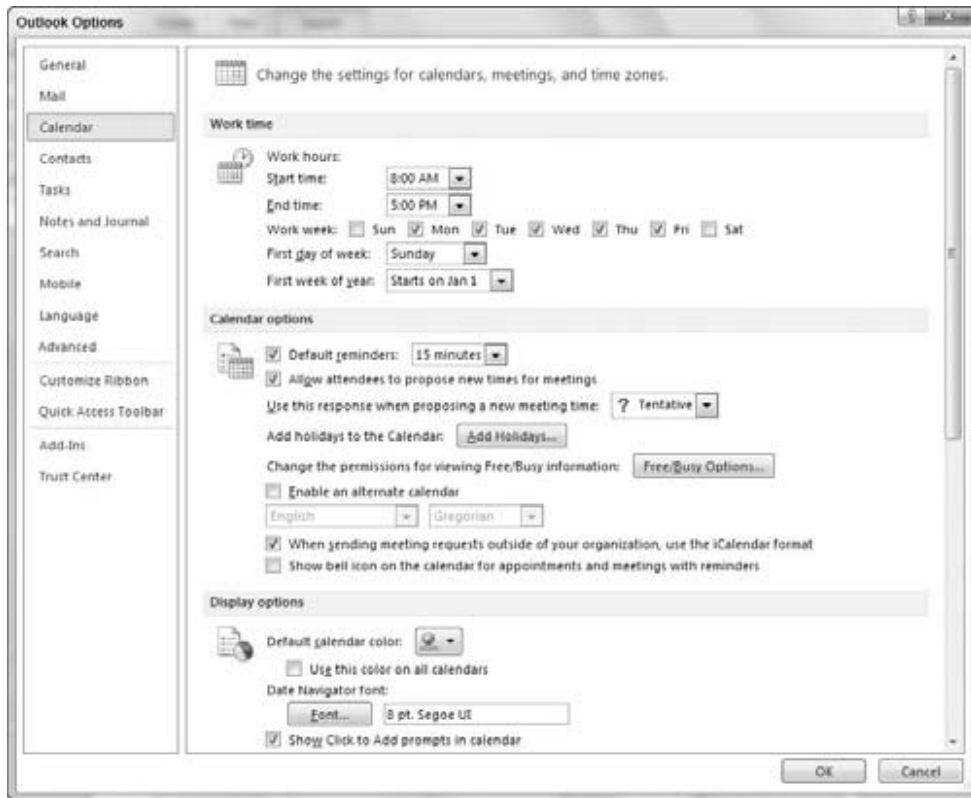 Outlook Options
General
Mail
Calendar
Contacts
Tasks
Notes and Journal
Search
Mobile
Language
Advanced
Customize Ribbon
Quick Access Toolbar
Add-Ins
Trust Center
Change the settings for calendars, meetings, and time zones.
Work time
Work hours:
Start time: 8:00 AM
End time: 5:00 PM
Work week: Sun Mon Tue Wed Thu Fri Sat
First day of week: Sunday
First week of year: Starts on Jan 1
Calendar options
Default reminders: 15 minutes
Allow attendees to propose new times for meetings
Use this response when proposing a new meeting time: ? Tentative
Add holidays to the Calendar: Add Holidays...
Change the permissions for viewing Free/Busy information: Free/Busy Options...
Enable an alternate calendar
English Gregorian
When sending meeting requests outside of your organization, use the iCalendar format
Show bell icon on the calendar for appointments and meetings with reminders
Display options
Default calendar color:
Use this color on all calendars
Date Navigator font:
Font... 8 pt. Segoe UI
Show Click to Add prompts in calendar
OK Cancel